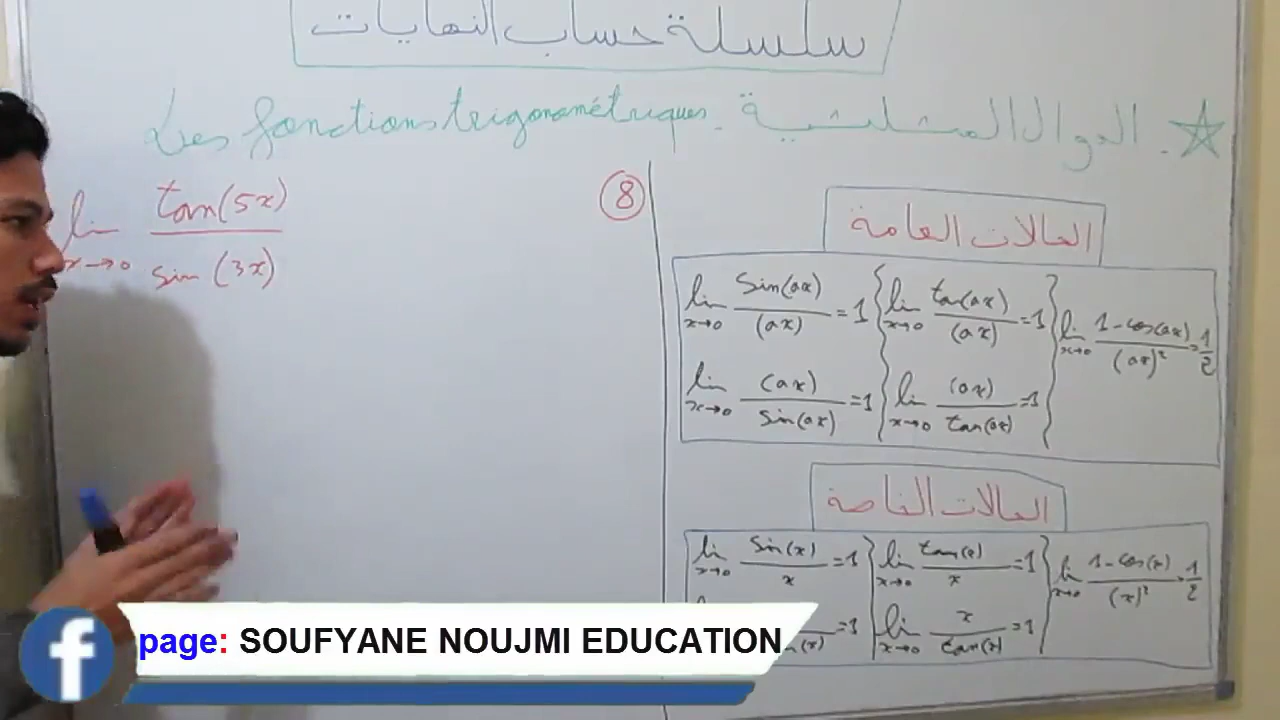 سلسلة حساب النهايات
الدوال المثلثية . Les fonctions trigonométriques
lim x→0 tan(5x) / sin(3x)
8
الحالات العامة
lim x→0 sin(ax) / (ax) = 1
lim x→0 tan(ax) / (ax) = 1
lim x→0 1-cos(ax) / (ax)² = 1/2
lim x→0 (ax) / sin(ax) = 1
lim x→0 (ax) / tan(ax) = 1
الحالات الخاصة
lim x→0 sin(x) / x = 1
lim x→0 tan(x) / x = 1
lim x→0 1-cos(x) / (x)² = 1/2
=1
lim x→0 x / tan(x) = 1
f
page: SOUFYANE NOUJMI EDUCATION